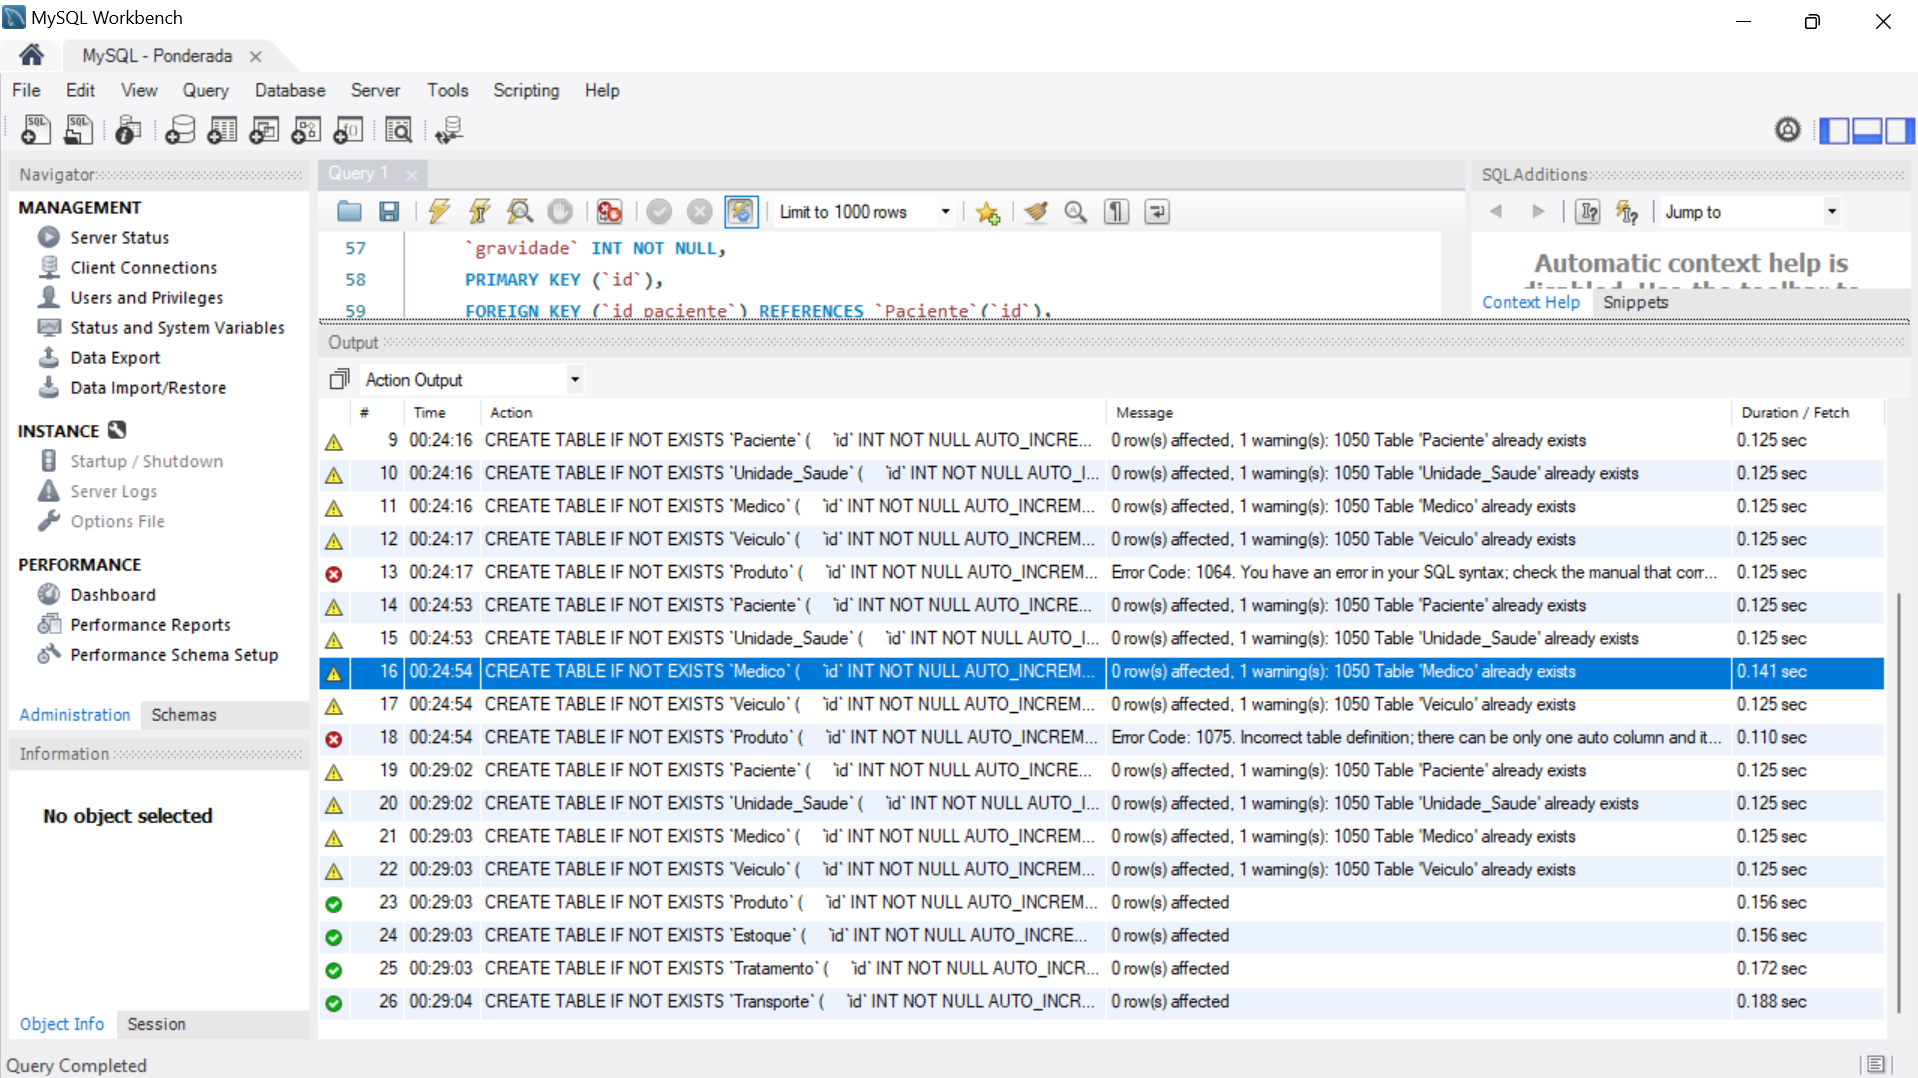 MySQL Workbench
MySQL - Ponderada
File Edit View Query Database Server Tools Scripting Help
Navigator
MANAGEMENT
Server Status
Client Connections
Users and Privileges
Status and System Variables
Data Export
Data Import/Restore
INSTANCE
Startup / Shutdown
Server Logs
Options File
PERFORMANCE
Dashboard
Performance Reports
Performance Schema Setup
Administration Schemas
Information
No object selected
Object Info Session
Query Completed
Query 1
Limit to 1000 rows
57 `gravidade` INT NOT NULL,
58 PRIMARY KEY (`id`),
59 FOREIGN KEY (`id_paciente`) REFERENCES `Paciente`(`id`),
SQLAdditions
Jump to
Automatic context help is
disabled. Use the toolbar to
Context Help Snippets
Output
Action Output
# Time Action Message Duration / Fetch
9 00:24:16 CREATE TABLE IF NOT EXISTS `Paciente` ( `id` INT NOT NULL AUTO_INCRE... 0 row(s) affected, 1 warning(s): 1050 Table 'Paciente' already exists 0.125 sec
10 00:24:16 CREATE TABLE IF NOT EXISTS `Unidade_Saude` ( `id` INT NOT NULL AUTO_I... 0 row(s) affected, 1 warning(s): 1050 Table 'Unidade_Saude' already exists 0.125 sec
11 00:24:16 CREATE TABLE IF NOT EXISTS `Medico` ( `id` INT NOT NULL AUTO_INCREM... 0 row(s) affected, 1 warning(s): 1050 Table 'Medico' already exists 0.125 sec
12 00:24:17 CREATE TABLE IF NOT EXISTS `Veiculo` ( `id` INT NOT NULL AUTO_INCREM... 0 row(s) affected, 1 warning(s): 1050 Table 'Veiculo' already exists 0.125 sec
13 00:24:17 CREATE TABLE IF NOT EXISTS `Produto` ( `id` INT NOT NULL AUTO_INCREM... Error Code: 1064. You have an error in your SQL syntax; check the manual that corr... 0.125 sec
14 00:24:53 CREATE TABLE IF NOT EXISTS `Paciente` ( `id` INT NOT NULL AUTO_INCRE... 0 row(s) affected, 1 warning(s): 1050 Table 'Paciente' already exists 0.125 sec
15 00:24:53 CREATE TABLE IF NOT EXISTS `Unidade_Saude` ( `id` INT NOT NULL AUTO_I... 0 row(s) affected, 1 warning(s): 1050 Table 'Unidade_Saude' already exists 0.125 sec
16 00:24:54 CREATE TABLE IF NOT EXISTS `Medico` ( `id` INT NOT NULL AUTO_INCREM... 0 row(s) affected, 1 warning(s): 1050 Table 'Medico' already exists 0.141 sec
17 00:24:54 CREATE TABLE IF NOT EXISTS `Veiculo` ( `id` INT NOT NULL AUTO_INCREM... 0 row(s) affected, 1 warning(s): 1050 Table 'Veiculo' already exists 0.125 sec
18 00:24:54 CREATE TABLE IF NOT EXISTS `Produto` ( `id` INT NOT NULL AUTO_INCREM... Error Code: 1075. Incorrect table definition; there can be only one auto column and it... 0.110 sec
19 00:29:02 CREATE TABLE IF NOT EXISTS `Paciente` ( `id` INT NOT NULL AUTO_INCRE... 0 row(s) affected, 1 warning(s): 1050 Table 'Paciente' already exists 0.125 sec
20 00:29:02 CREATE TABLE IF NOT EXISTS `Unidade_Saude` ( `id` INT NOT NULL AUTO_I... 0 row(s) affected, 1 warning(s): 1050 Table 'Unidade_Saude' already exists 0.125 sec
21 00:29:03 CREATE TABLE IF NOT EXISTS `Medico` ( `id` INT NOT NULL AUTO_INCREM... 0 row(s) affected, 1 warning(s): 1050 Table 'Medico' already exists 0.125 sec
22 00:29:03 CREATE TABLE IF NOT EXISTS `Veiculo` ( `id` INT NOT NULL AUTO_INCREM... 0 row(s) affected, 1 warning(s): 1050 Table 'Veiculo' already exists 0.125 sec
23 00:29:03 CREATE TABLE IF NOT EXISTS `Produto` ( `id` INT NOT NULL AUTO_INCREM... 0 row(s) affected 0.156 sec
24 00:29:03 CREATE TABLE IF NOT EXISTS `Estoque` ( `id` INT NOT NULL AUTO_INCRE... 0 row(s) affected 0.156 sec
25 00:29:03 CREATE TABLE IF NOT EXISTS `Tratamento` ( `id` INT NOT NULL AUTO_INCR... 0 row(s) affected 0.172 sec
26 00:29:04 CREATE TABLE IF NOT EXISTS `Transporte` ( `id` INT NOT NULL AUTO_INCR... 0 row(s) affected 0.188 sec